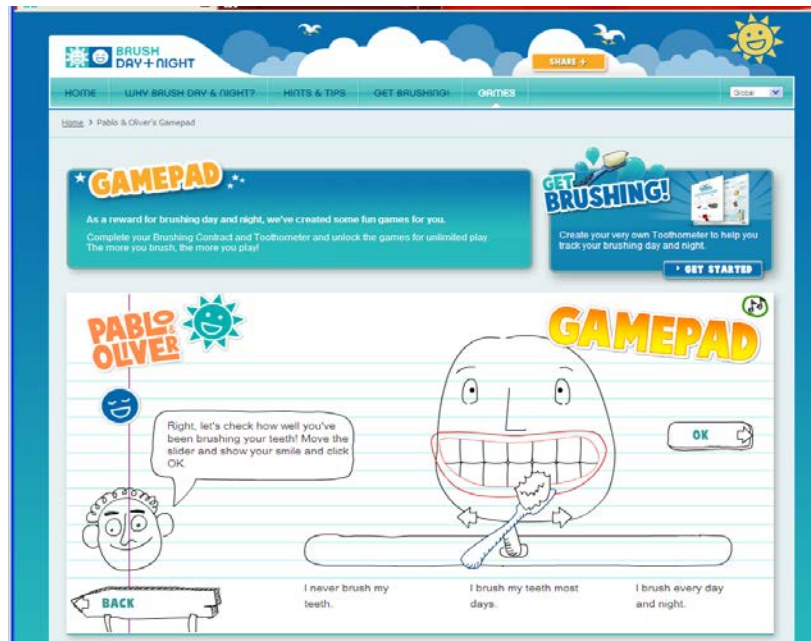 BRUSH
DAY+NIGHT
SHARE +
HOME WHY BRUSH DAY & NIGHT? HINTS & TIPS GET BRUSHING! GAMES
Global
Home > Pablo & Oliver's Gamepad
GAMEPAD
As a reward for brushing day and night, we've created some fun games for you.
Complete your Brushing Contract and Toothometer and unlock the games for unlimited play.
The more you brush, the more you play!
GET
BRUSHING!
Create your very own Toothometer to help you
track your brushing day and night.
GET STARTED
PABLO
& OLIVER
GAMEPAD
Right, let's check how well you've
been brushing your teeth! Move the
slider and show your smile and click
OK.
OK
I never brush my
teeth.
I brush my teeth most
days.
I brush every day
and night.
BACK